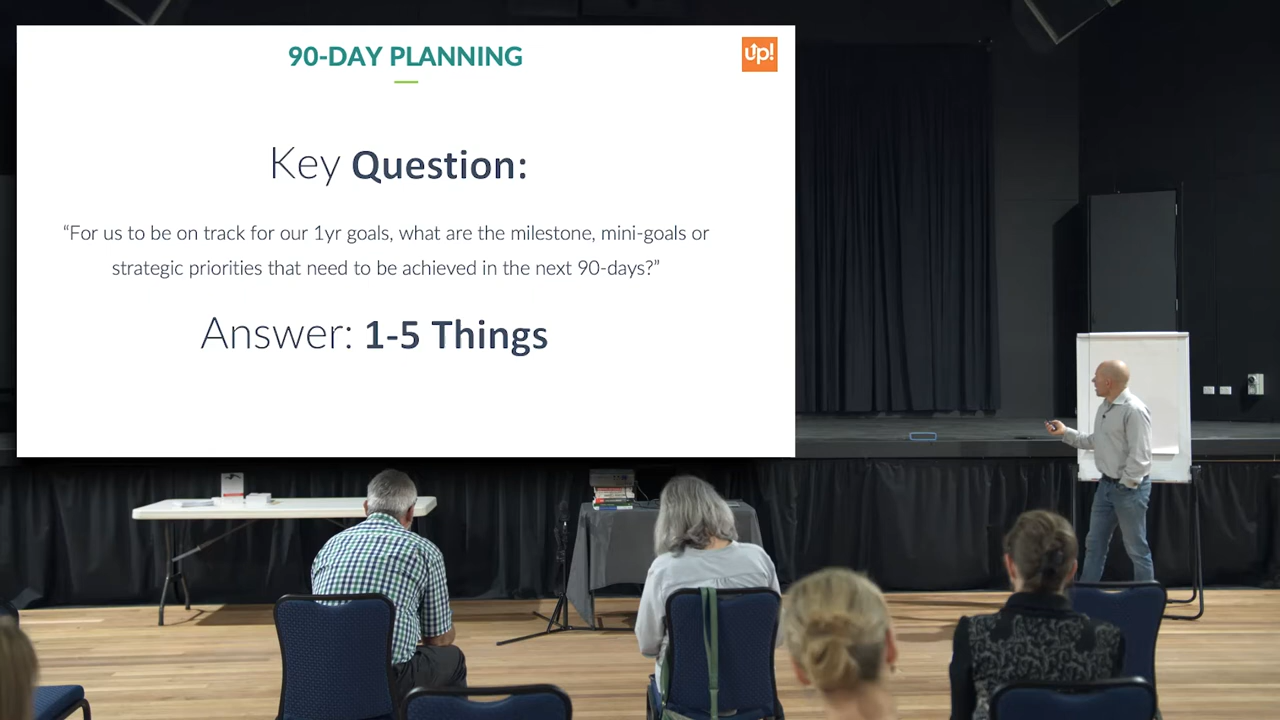 90-DAY PLANNING
up!
Key Question:
“For us to be on track for our 1yr goals, what are the milestone, mini-goals or
strategic priorities that need to be achieved in the next 90-days?”
Answer: 1-5 Things